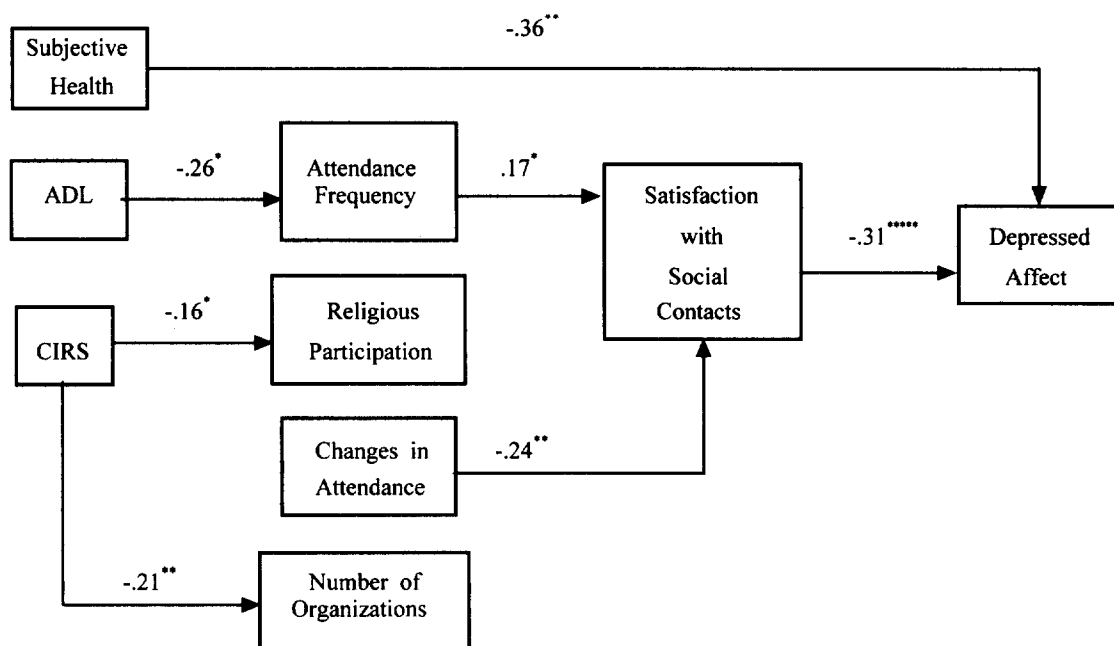 -.36**
Subjective
Health
ADL
-.26*
Attendance
Frequency
.17*
Satisfaction
with
Social
Contacts
-.31*****
Depressed
Affect
CIRS
-.16*
Religious
Participation
Changes in
Attendance
-.24**
-.21**
Number of
Organizations